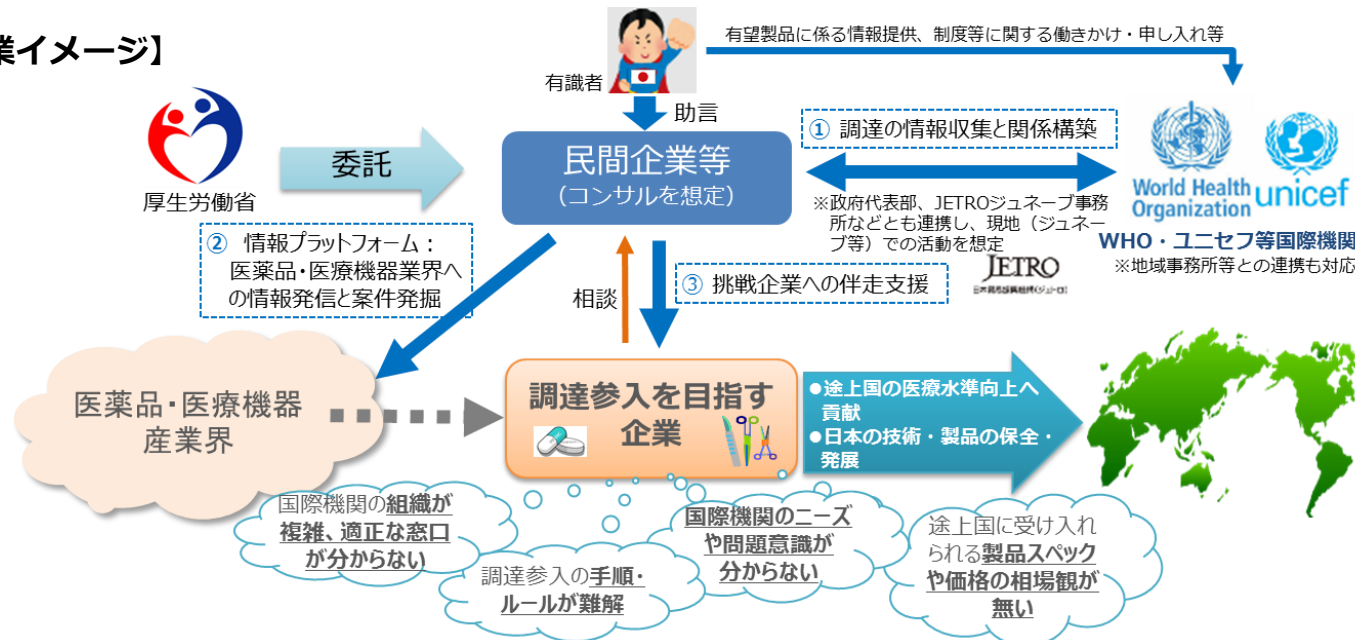 業イメージ】
有識者
助言
有望製品に係る情報提供、制度等に関する働きかけ・申し入れ等
厚生労働省
委託
民間企業等
（コンサルを想定）
① 調達の情報収集と関係構築
※政府代表部、JETROジュネーブ事務
所などとも連携し、現地（ジュネー
ブ等）での活動を想定
JETRO
日本貿易振興機構(ジェトロ)
World Health
Organization
unicef
WHO・ユニセフ等国際機関
※地域事務所等との連携も対応
② 情報プラットフォーム：
医薬品・医療機器業界へ
の情報発信と案件発掘
相談
③ 挑戦企業への伴走支援
医薬品・医療機器
産業界
調達参入を目指す
企業
●途上国の医療水準向上へ
貢献
●日本の技術・製品の保全・
発展
国際機関の組織が
複雑、適正な窓口
が分からない
調達参入の手順・
ルールが難解
国際機関のニーズ
や問題意識が
分からない
途上国に受け入れ
られる製品スペック
や価格の相場観が
無い